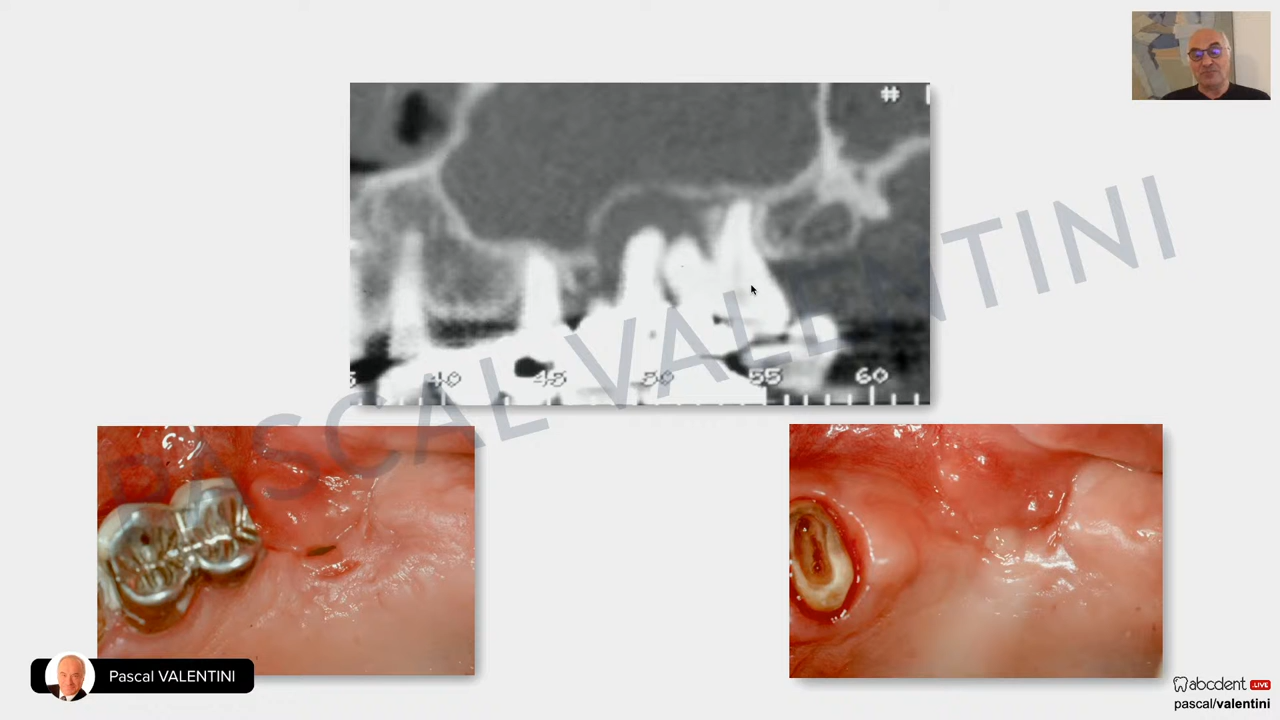 #
40 45 50 55 60
PASCAL VALENTINI
Pascal VALENTINI
abcdent .LIVE
pascal/valentini